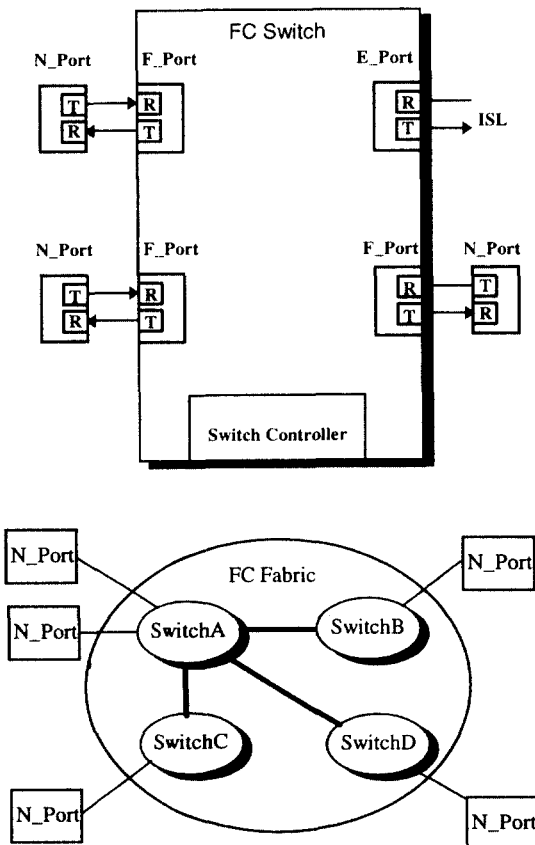 FC Switch
N_Port F_Port E_Port
T R R
R T T
ISL
N_Port F_Port F_Port N_Port
T R R T
R T T R
Switch Controller
N_Port N_Port
FC Fabric
N_Port SwitchA SwitchB
SwitchC SwitchD
N_Port N_Port